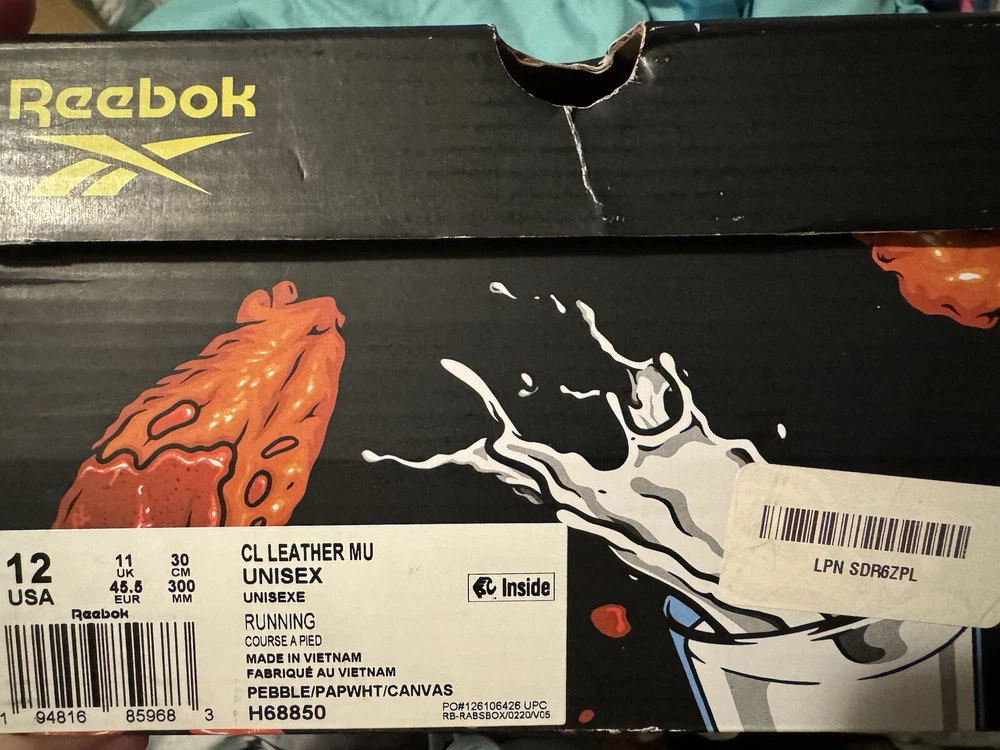 Reebok
12
USA
11
UK
45.5
EUR
30
CM
300
MM
Reebok
1 94816 85968 3
CL LEATHER MU
UNISEX
UNISEXE
RUNNING
COURSE A PIED
MADE IN VIETNAM
FABRIQUÉ AU VIETNAM
PEBBLE/PAPWHT/CANVAS
H68850
Inside
PO#126106426 UPC
RB-RABSBOX/0220/V05
LPN SDR6ZPL